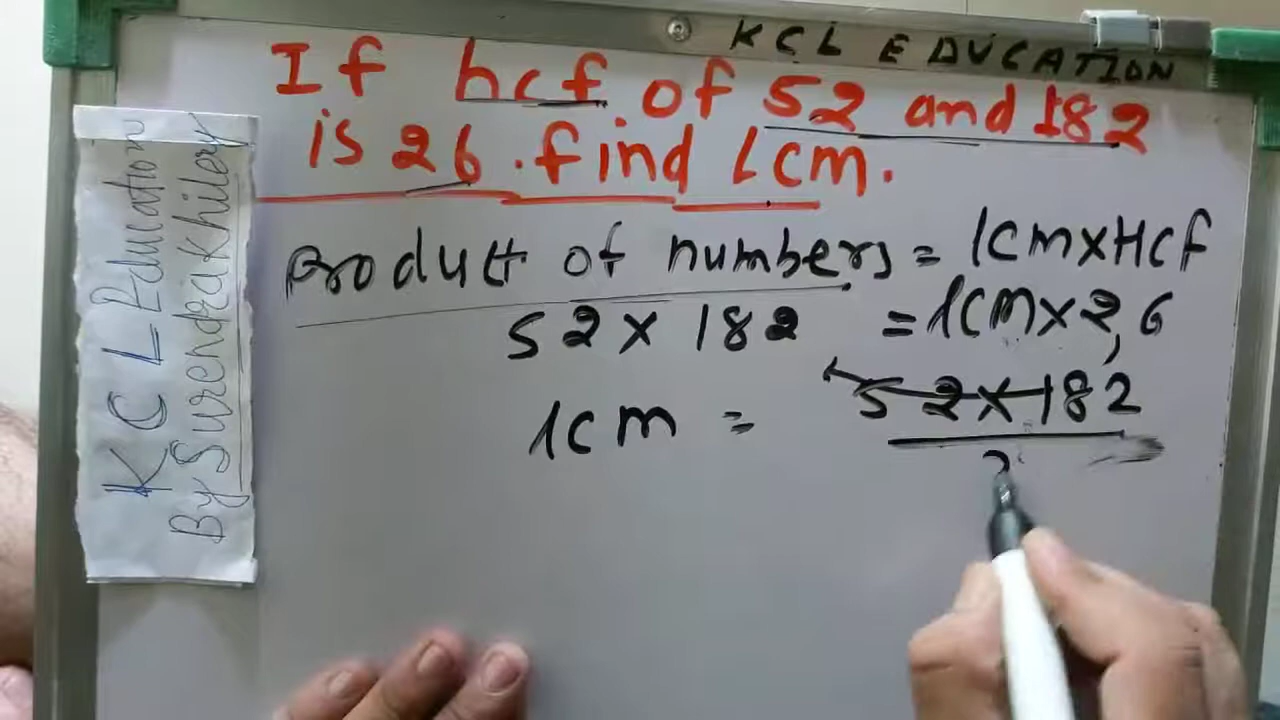 KCL EDUCATION
If hcf of 52 and 182
is 26 . find lcm.
Product of numbers = lcm x Hcf
52 x 182 = lcm x 26
lcm = 52 x 182
2
K C L Education
By Surendra Khilery